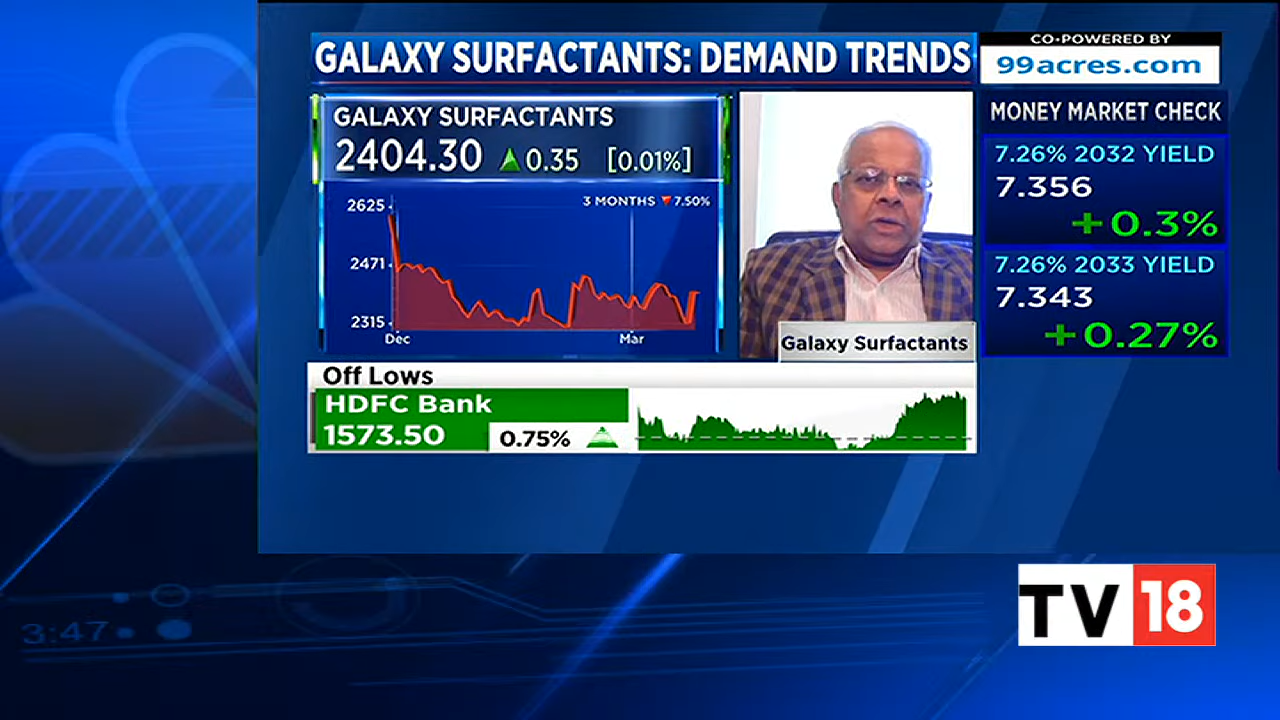 GALAXY SURFACTANTS: DEMAND TRENDS
CO-POWERED BY
99acres.com
GALAXY SURFACTANTS
2404.30 ▲ 0.35 [0.01%]
3 MONTHS ▼ 7.50%
2625
2471
2315
Dec Mar
Galaxy Surfactants
MONEY MARKET CHECK
7.26% 2032 YIELD
7.356
+0.3%
7.26% 2033 YIELD
7.343
+0.27%
Off Lows
HDFC Bank
1573.50 0.75% ▲
3:47
TV18